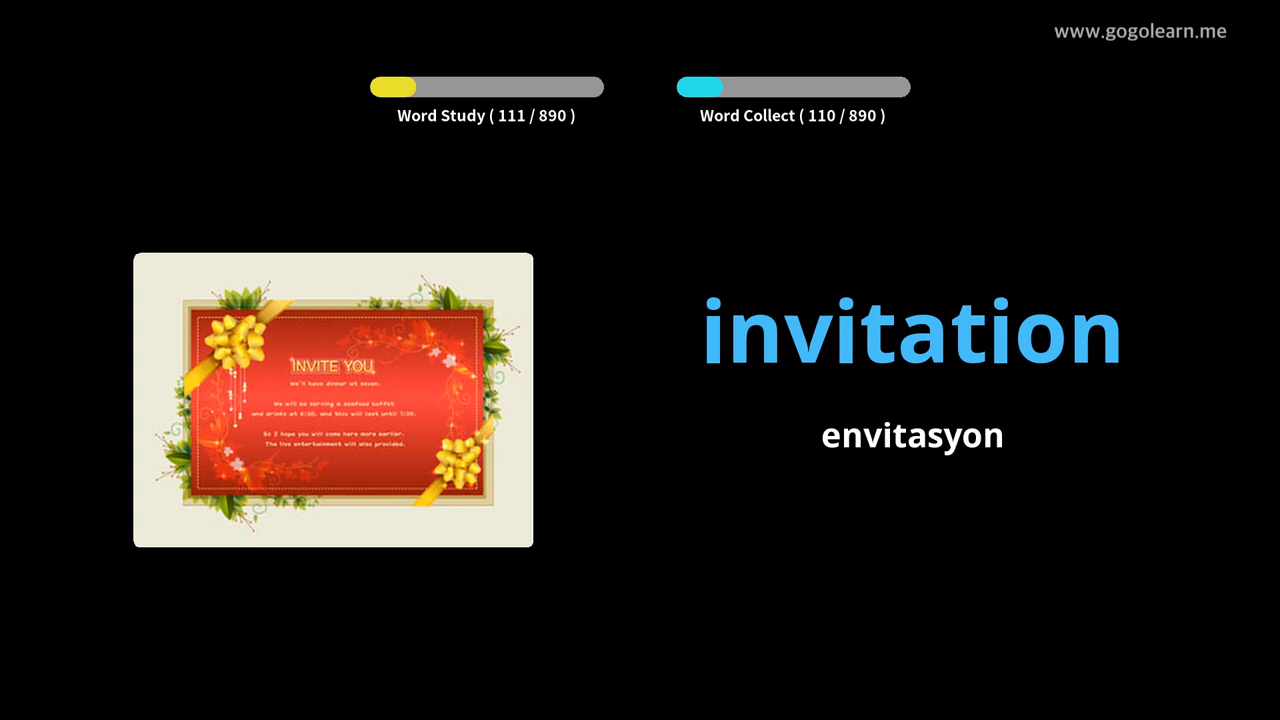 www.gogolearn.me
Word Study ( 111 / 890 )
Word Collect ( 110 / 890 )
INVITE YOU
We'll have dinner at seven.
We will be serving a seafood buffet
and drinks at 6:30, and this will last until 7:30.
So I hope you will come here more earlier.
The live entertainment will also provided.
invitation
envitasyon